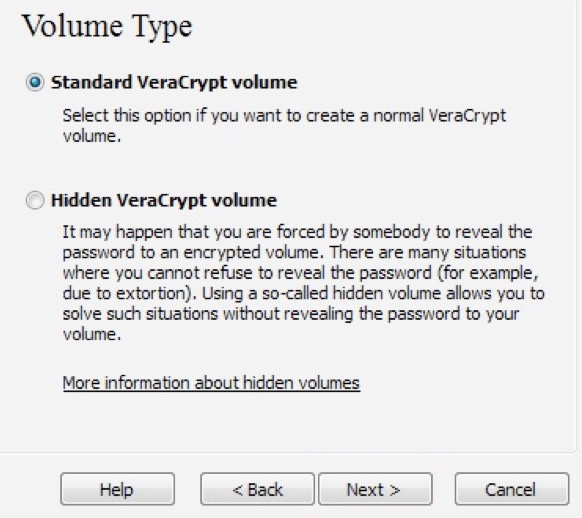 Volume Type
Standard VeraCrypt volume
Select this option if you want to create a normal VeraCrypt
volume.
Hidden VeraCrypt volume
It may happen that you are forced by somebody to reveal the
password to an encrypted volume. There are many situations
where you cannot refuse to reveal the password (for example,
due to extortion). Using a so-called hidden volume allows you to
solve such situations without revealing the password to your
volume.
More information about hidden volumes
Help
< Back
Next >
Cancel